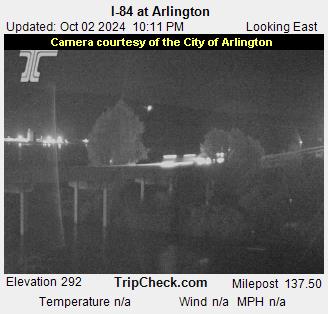 I-84 at Arlington
Updated: Oct 02 2024 10:11 PM Looking East
Camera courtesy of the City of Arlington
Elevation 292 TripCheck.com Milepost 137.50
Temperature n/a Wind n/a MPH n/a